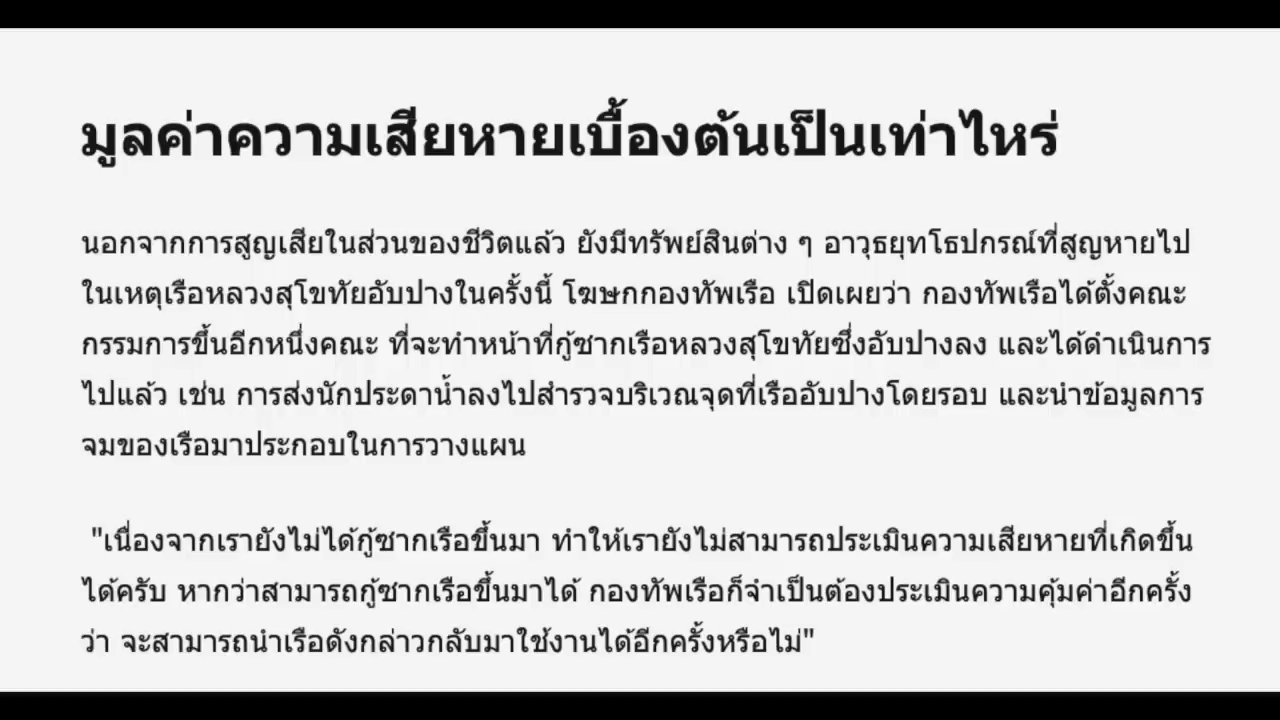 มูลค่าความเสียหายเบื้องต้นเป็นเท่าไหร่
นอกจากการสูญเสียในส่วนของชีวิตแล้ว ยังมีทรัพย์สินต่าง ๆ อาวุธยุทโธปกรณ์ที่สูญหายไป
ในเหตุเรือหลวงสุโขทัยอับปางในครั้งนี้ โฆษกกองทัพเรือ เปิดเผยว่า กองทัพเรือได้ตั้งคณะ
กรรมการขึ้นอีกหนึ่งคณะ ที่จะทำหน้าที่กู้ซากเรือหลวงสุโขทัยซึ่งอับปางลง และได้ดำเนินการ
ไปแล้ว เช่น การส่งนักประดาน้ำลงไปสำรวจบริเวณจุดที่เรืออับปางโดยรอบ และนำข้อมูลการ
จมของเรือมาประกอบในการวางแผน
"เนื่องจากเรายังไม่ได้กู้ซากเรือขึ้นมา ทำให้เรายังไม่สามารถประเมินความเสียหายที่เกิดขึ้น
ได้ครับ หากว่าสามารถกู้ซากเรือขึ้นมาได้ กองทัพเรือก็จำเป็นต้องประเมินความคุ้มค่าอีกครั้ง
ว่า จะสามารถนำเรือดังกล่าวกลับมาใช้งานได้อีกครั้งหรือไม่"